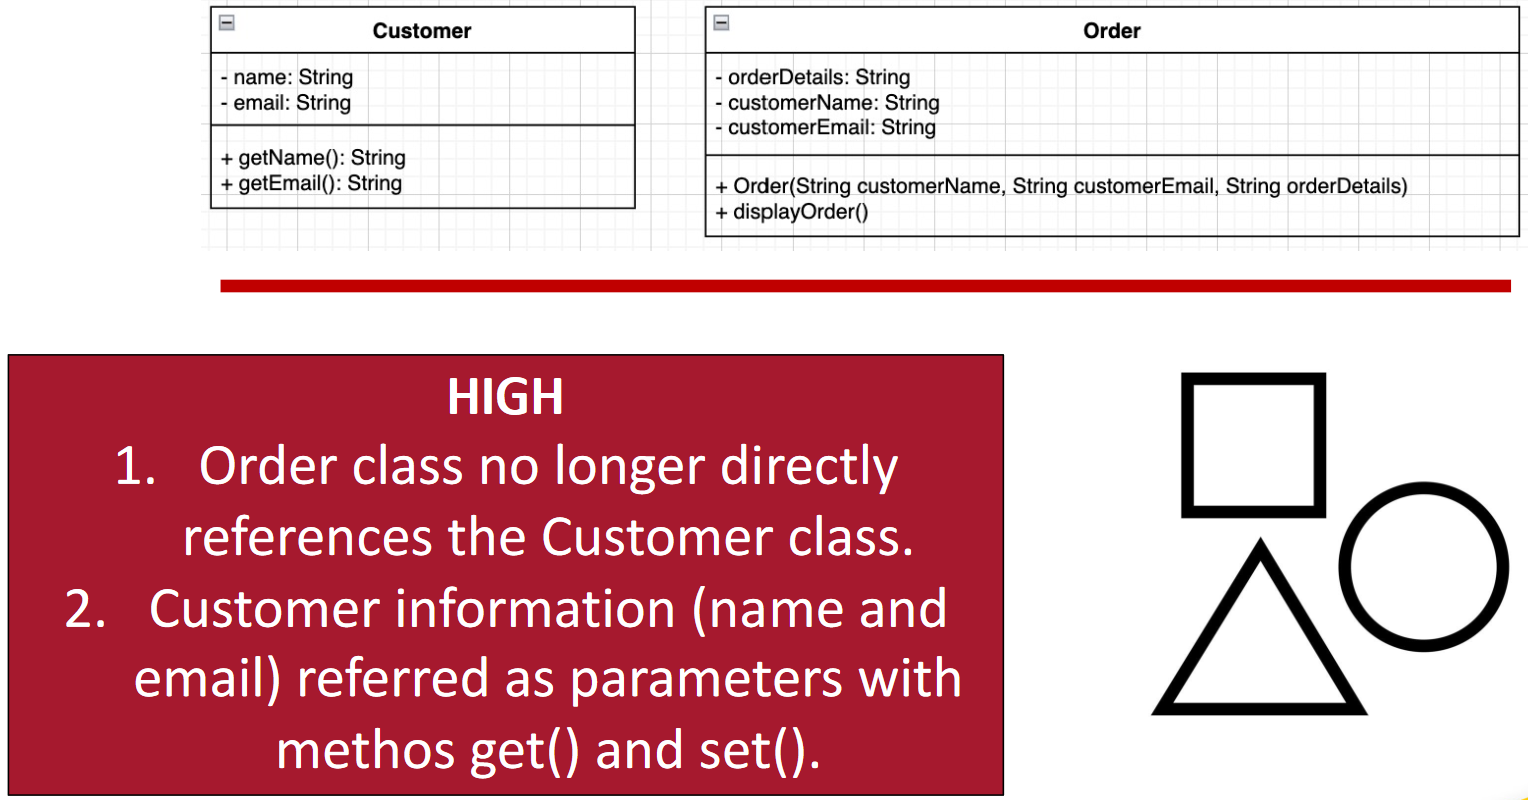 Customer
- name: String
- email: String
+ getName(): String
+ getEmail(): String
Order
- orderDetails: String
- customerName: String
- customerEmail: String
+ Order(String customerName, String customerEmail, String orderDetails)
+ displayOrder()
HIGH
1. Order class no longer directly
references the Customer class.
2. Customer information (name and
email) referred as parameters with
methos get() and set().